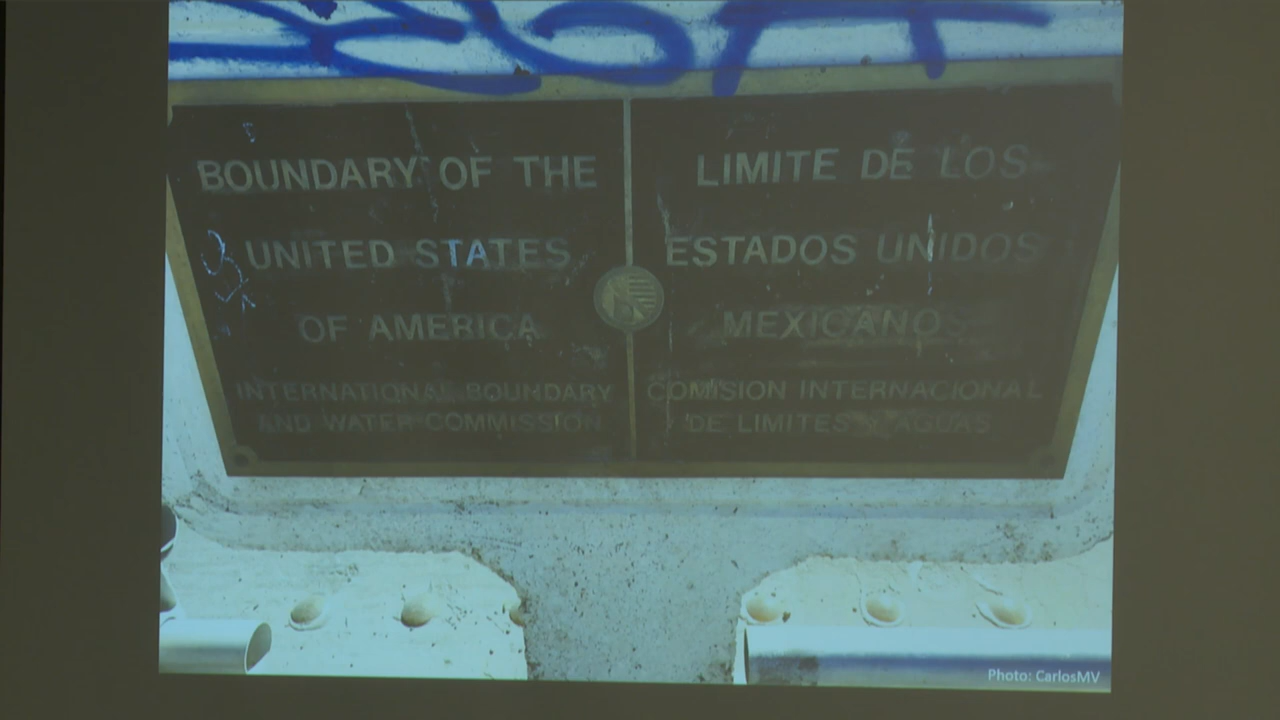 BOUNDARY OF THE
UNITED STATES
OF AMERICA
INTERNATIONAL BOUNDARY
AND WATER COMMISSION
LIMITE DE LOS
ESTADOS UNIDOS
MEXICANOS
COMISION INTERNACIONAL
DE LIMITES Y AGUAS
Photo: CarlosMV